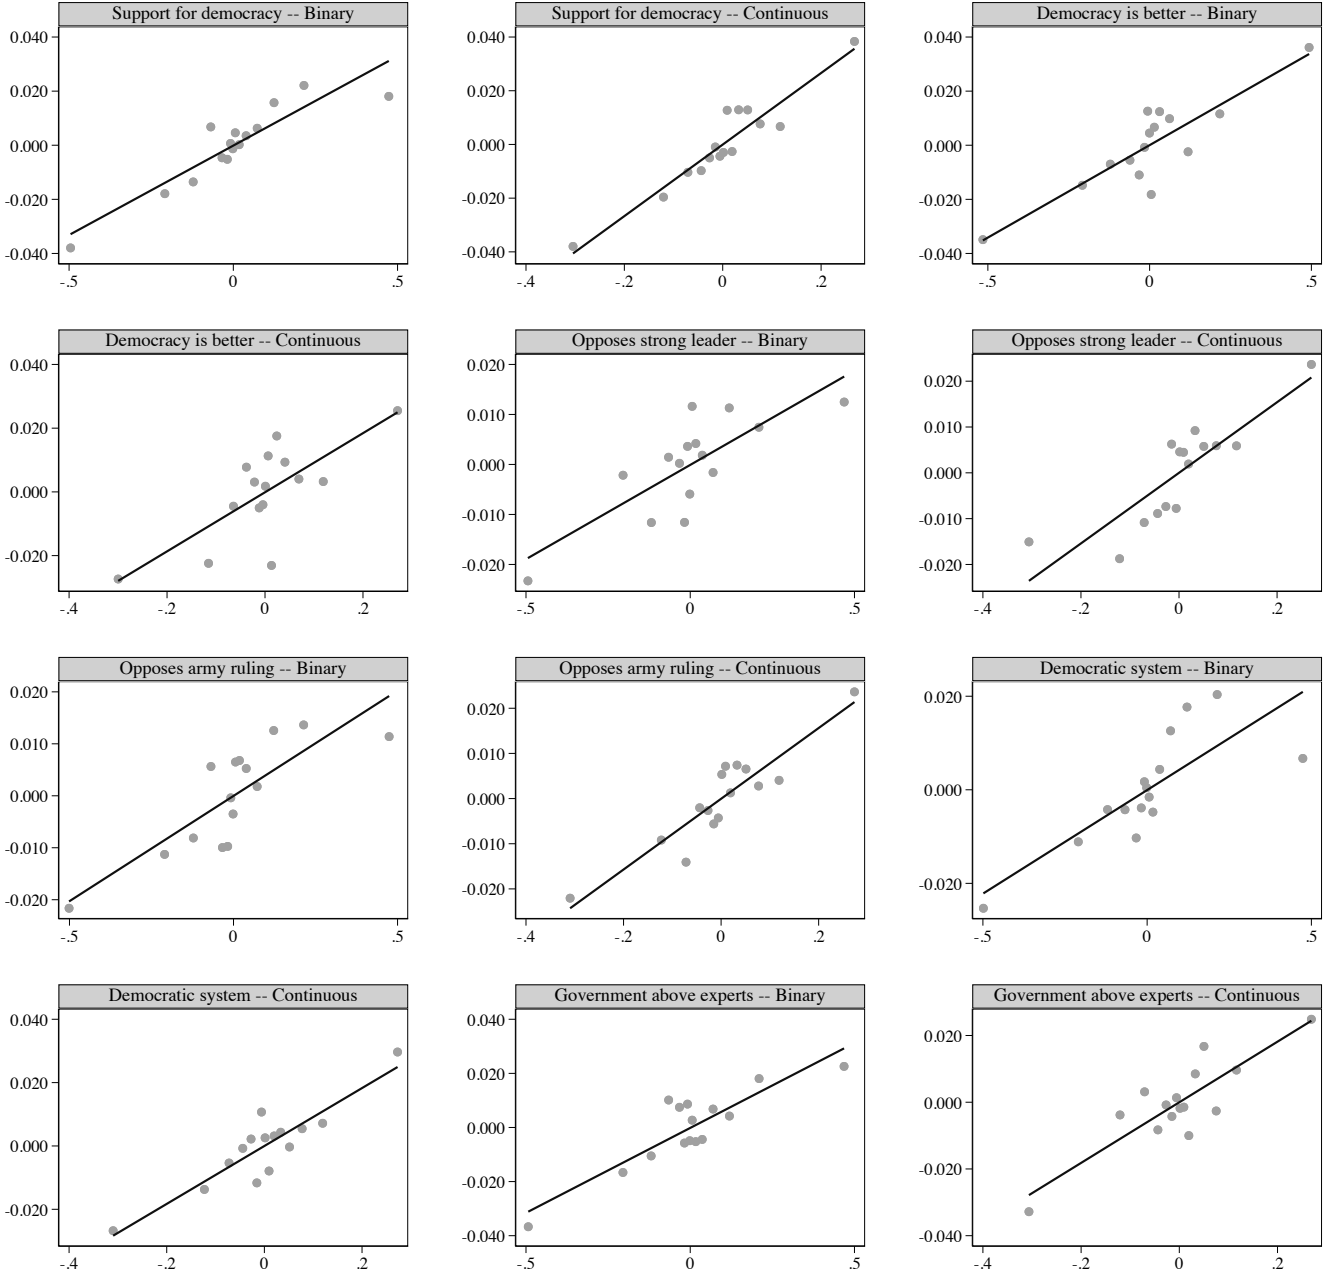 Support for democracy -- Binary
0.040
0.020
0.000
-0.020
-0.040
-.5 0 .5
Support for democracy -- Continuous
0.040
0.020
0.000
-0.020
-0.040
-.4 -.2 0 .2
Democracy is better -- Binary
0.040
0.020
0.000
-0.020
-0.040
-.5 0 .5
Democracy is better -- Continuous
0.040
0.020
0.000
-0.020
-.4 -.2 0 .2
Opposes strong leader -- Binary
0.020
0.010
0.000
-0.010
-0.020
-.5 0 .5
Opposes strong leader -- Continuous
0.020
0.010
0.000
-0.010
-0.020
-.4 -.2 0 .2
Opposes army ruling -- Binary
0.020
0.010
0.000
-0.010
-0.020
-.5 0 .5
Opposes army ruling -- Continuous
0.020
0.010
0.000
-0.010
-0.020
-.4 -.2 0 .2
Democratic system -- Binary
0.020
0.000
-0.020
-.5 0 .5
Democratic system -- Continuous
0.040
0.020
0.000
-0.020
-.4 -.2 0 .2
Government above experts -- Binary
0.040
0.020
0.000
-0.020
-0.040
-.5 0 .5
Government above experts -- Continuous
0.020
0.000
-0.020
-0.040
-.4 -.2 0 .2